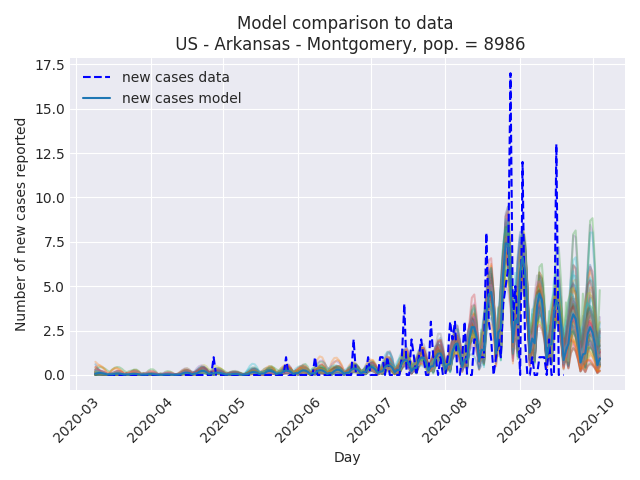 Model comparison to data
US - Arkansas - Montgomery, pop. = 8986
new cases data
new cases model
Number of new cases reported
17.5
15.0
12.5
10.0
7.5
5.0
2.5
0.0
2020-03
2020-04
2020-05
2020-06
2020-07
2020-08
2020-09
2020-10
Day